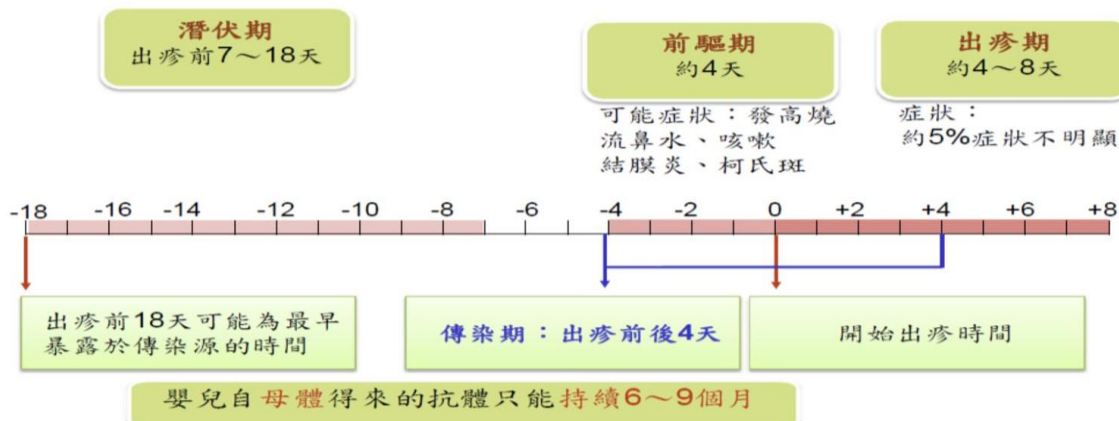 潛伏期
出疹前7～18天
前驅期
約4天
出疹期
約4～8天
可能症狀：發高燒
流鼻水、咳嗽
結膜炎、柯氏斑
症狀：
約5%症狀不明顯
-18 -16 -14 -12 -10 -8 -6 -4 -2 0 +2 +4 +6 +8
出疹前18天可能為最早
暴露於傳染源的時間
傳染期：出疹前後4天
開始出疹時間
嬰兒自母體得來的抗體只能持續6～9個月